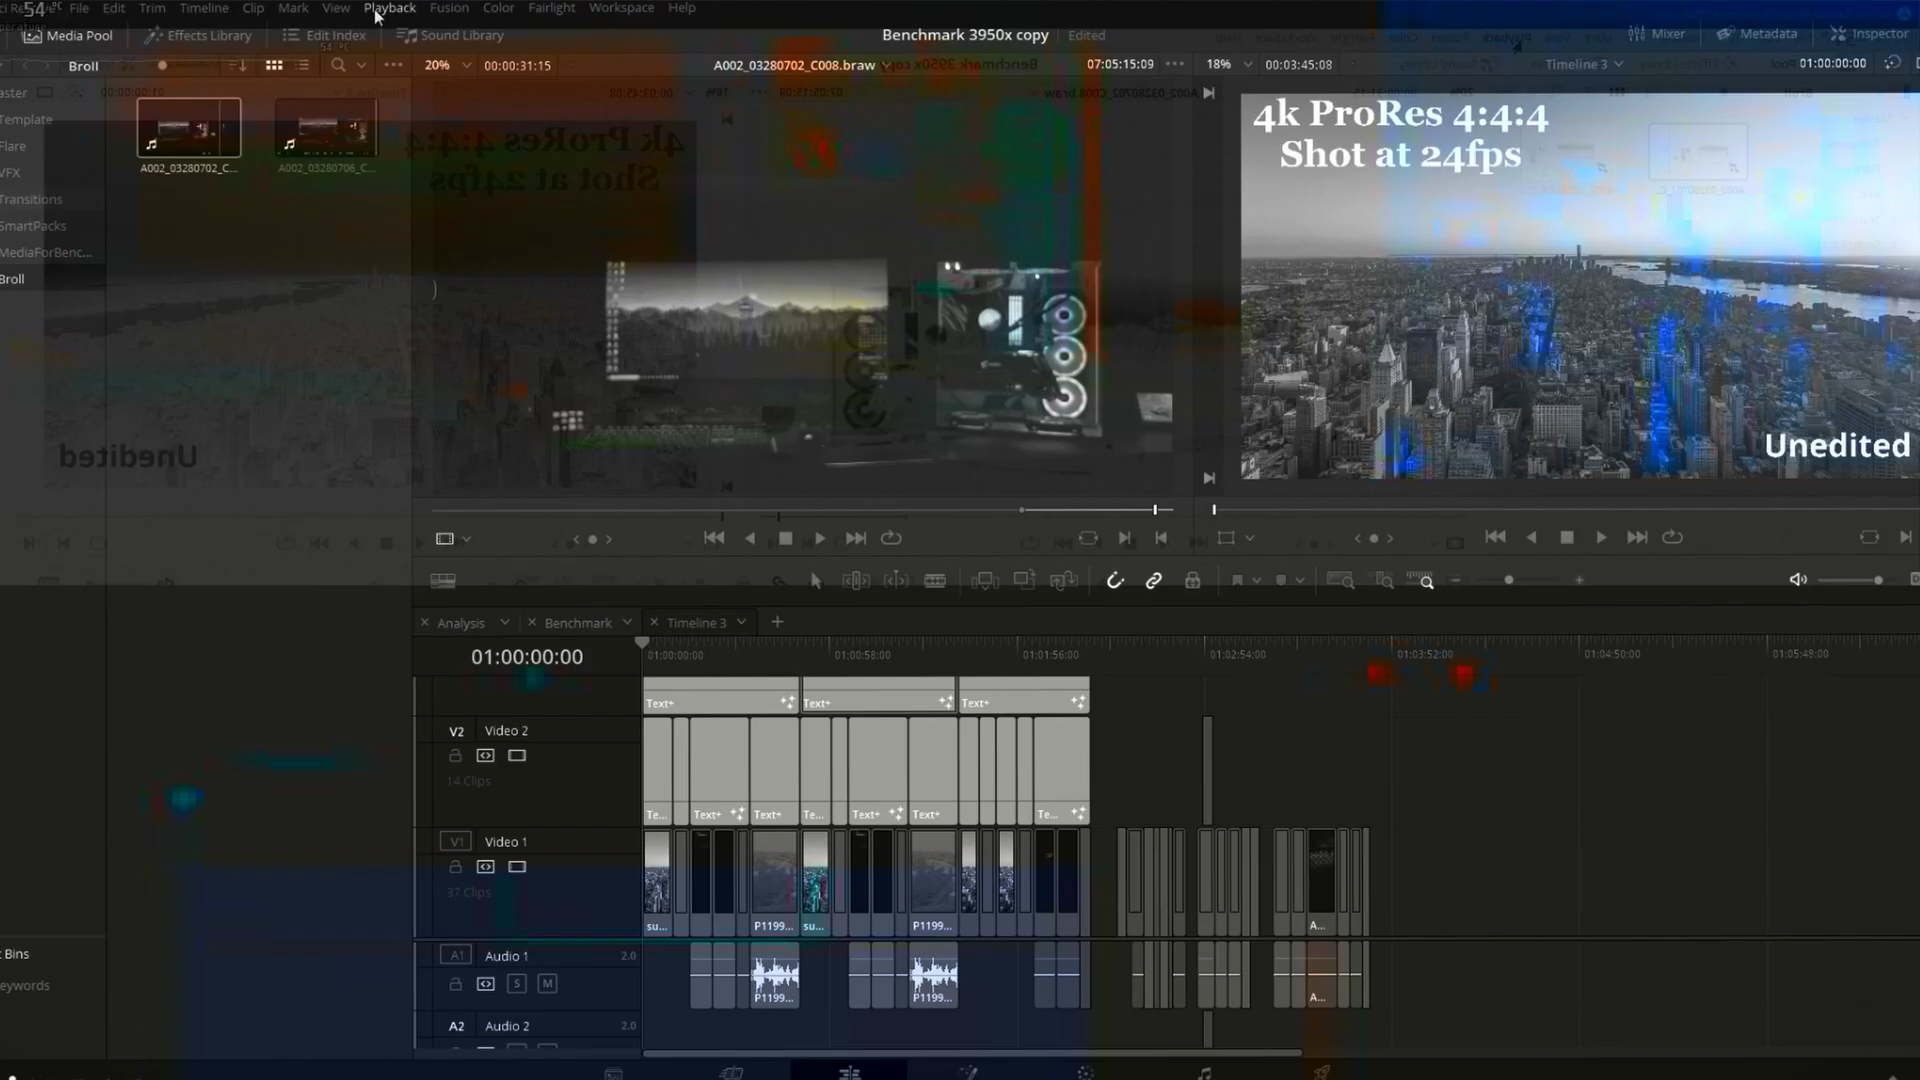 54 °C
File Edit Trim Timeline Clip Mark View Playback Fusion Color Fairlight Workspace Help
Media Pool Effects Library Edit Index Sound Library Benchmark 3950x copy Edited Mixer Metadata Inspector
Broll 20% 00:00:31:15 A002_03280702_C008.braw 07:05:15:09 18% 00:03:45:08 Timeline 3 01:00:00:00
aster
Template
Flare
VFX
Transitions
SmartPacks
MediaForBenc...
Broll
A002_03280702_C... A002_03280706_C...
4k ProRes 4:4:4
Shot at 24fps
Unedited
4k ProRes 4:4:4
Shot at 24fps
Unedited
Analysis Benchmark Timeline 3
01:00:00:00 01:00:00:00 01:00:58:00 01:01:56:00 01:02:54:00 01:03:52:00 01:04:50:00 01:05:48:00
Text+ Text+ Text+
V2 Video 2
14 Clips
Te... Text+ Text+ Te... Text+ Text+ Te...
V1 Video 1
37 Clips
su... P1199... su... P1199... A...
A1 Audio 1 2.0
S M
P1199... P1199... A...
A2 Audio 2 2.0
t Bins
eywords